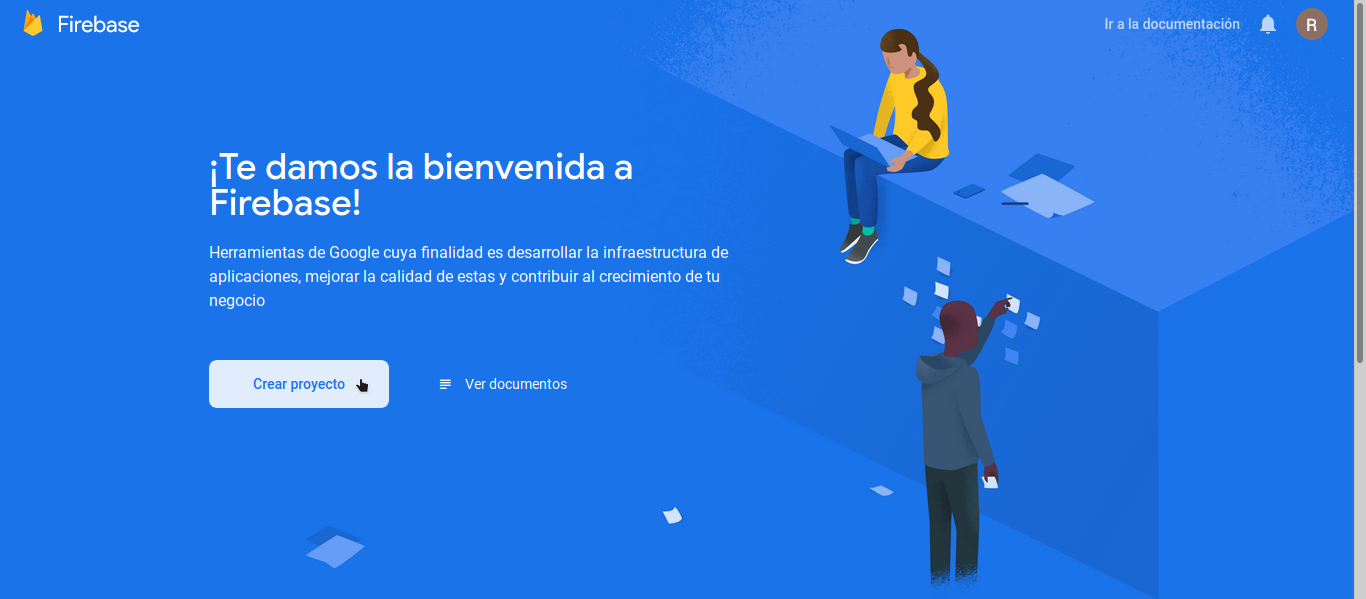 Firebase
Ir a la documentación
R
¡Te damos la bienvenida a
Firebase!
Herramientas de Google cuya finalidad es desarrollar la infraestructura de
aplicaciones, mejorar la calidad de estas y contribuir al crecimiento de tu
negocio
Crear proyecto
Ver documentos